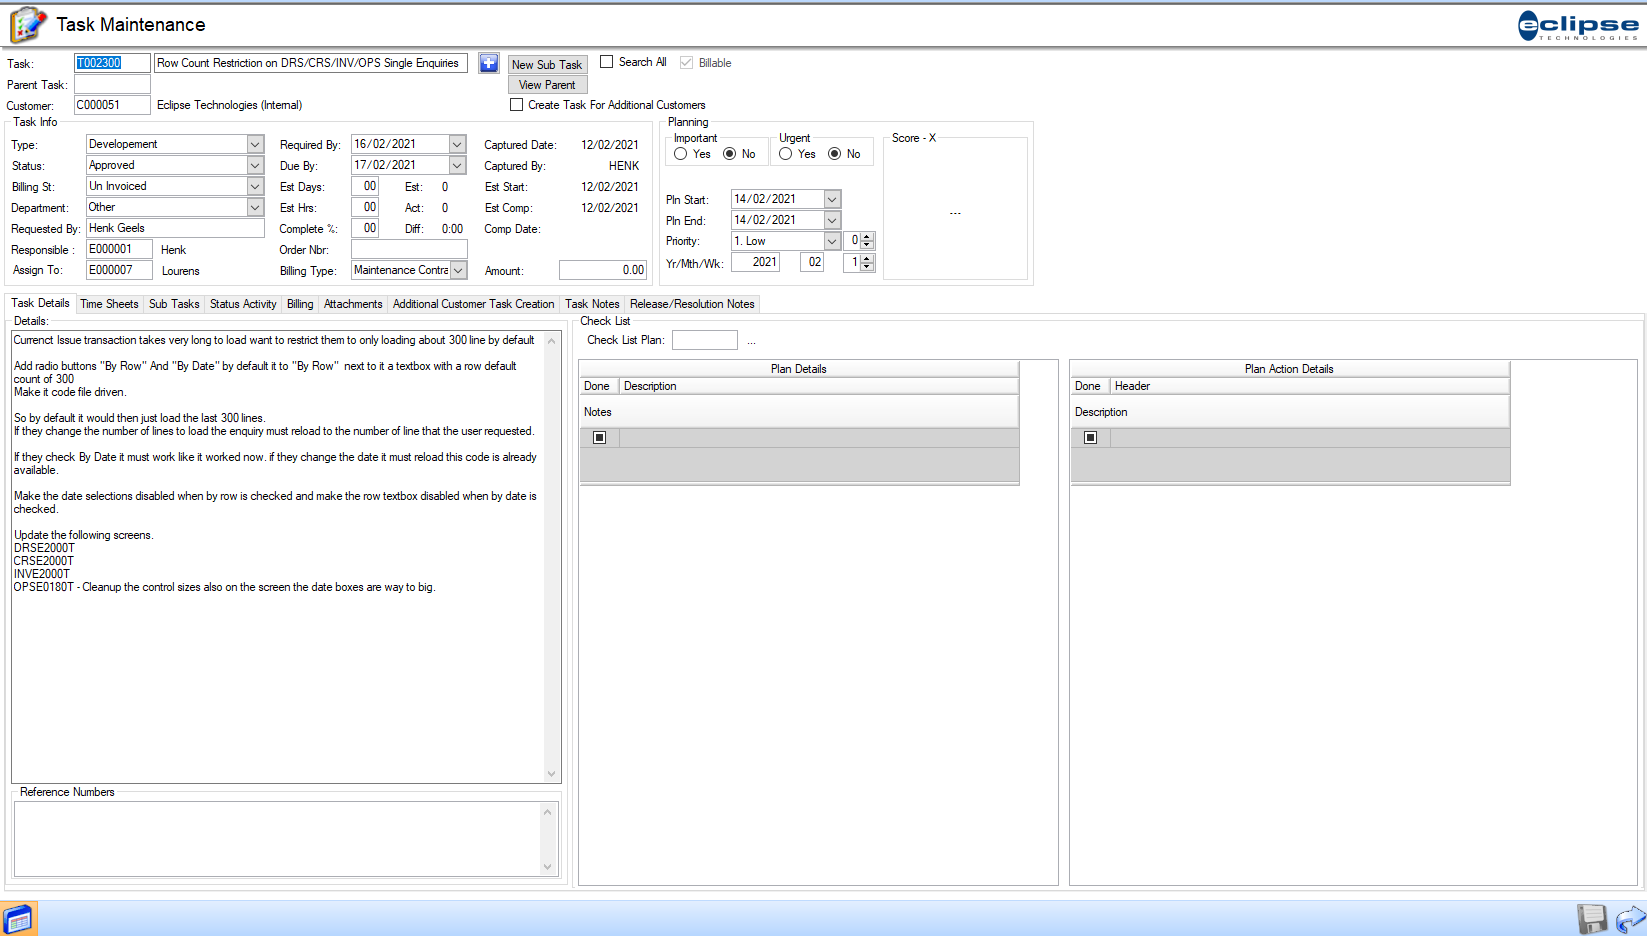 Task Maintenance
eclipse
TECHNOLOGIES
Task: T002300 Row Count Restriction on DRS/CRS/INV/OPS Single Enquiries New Sub Task Search All Billable
Parent Task: View Parent
Customer: C000051 Eclipse Technologies (Internal) Create Task For Additional Customers
Task Info
Type: Developement Required By: 16/02/2021 Captured Date: 12/02/2021
Status: Approved Due By: 17/02/2021 Captured By: HENK
Billing St: Un Invoiced Est Days: 00 Est: 0 Est Start: 12/02/2021
Department: Other Est Hrs: 00 Act: 0 Est Comp: 12/02/2021
Requested By: Henk Geels Complete %: 00 Diff: 0:00 Comp Date:
Responsible : E000001 Henk Order Nbr:
Assign To: E000007 Lourens Billing Type: Maintenance Contra Amount: 0.00
Planning
Important Urgent Score - X
Yes No Yes No
---
Pln Start: 14/02/2021
Pln End: 14/02/2021
Priority: 1. Low 0
Yr/Mth/Wk: 2021 02 1
Task Details Time Sheets Sub Tasks Status Activity Billing Attachments Additional Customer Task Creation Task Notes Release/Resolution Notes
Details:
Currenct Issue transaction takes very long to load want to restrict them to only loading about 300 line by default
Add radio buttons "By Row" And "By Date" by default it to "By Row" next to it a textbox with a row default
count of 300
Make it code file driven.
So by default it would then just load the last 300 lines.
If they change the number of lines to load the enquiry must reload to the number of line that the user requested.
If they check By Date it must work like it worked now. if they change the date it must reload this code is already
available.
Make the date selections disabled when by row is checked and make the row textbox disabled when by date is
checked.
Update the following screens.
DRSE2000T
CRSE2000T
INVE2000T
OPSE0180T - Cleanup the control sizes also on the screen the date boxes are way to big.
Reference Numbers
Check List
Check List Plan: ...
Plan Details
Done Description
Notes
Plan Action Details
Done Header
Description